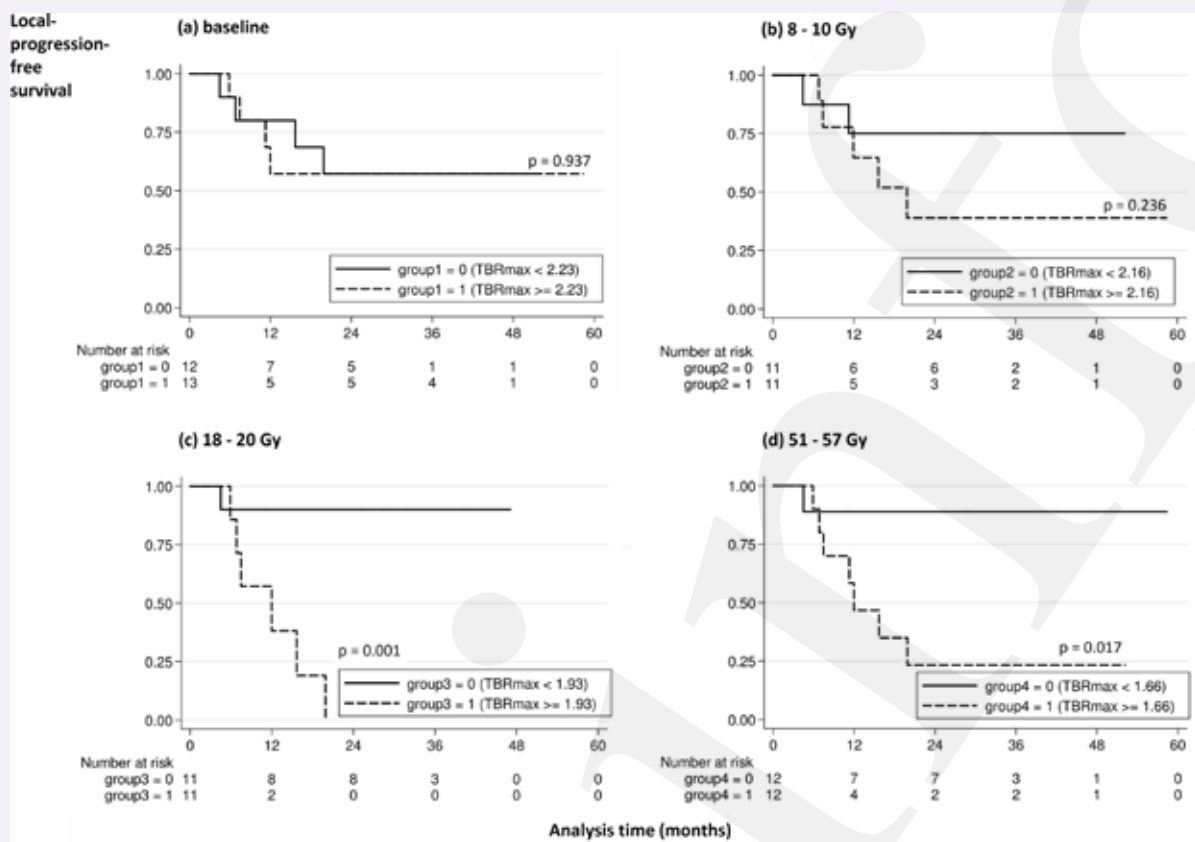 Local-
progression-
free
survival
(a) baseline
1.00
0.75
0.50
0.25
0.00
p = 0.937
group1 = 0 (TBRmax < 2.23)
group1 = 1 (TBRmax >= 2.23)
0 12 24 36 48 60
Number at risk
group1 = 0 12 7 5 1 1 0
group1 = 1 13 5 5 4 1 0
(b) 8 - 10 Gy
1.00
0.75
0.50
0.25
0.00
p = 0.236
group2 = 0 (TBRmax < 2.16)
group2 = 1 (TBRmax >= 2.16)
0 12 24 36 48 60
Number at risk
group2 = 0 11 6 6 2 1 0
group2 = 1 11 5 3 2 1 0
(c) 18 - 20 Gy
1.00
0.75
0.50
0.25
0.00
p = 0.001
group3 = 0 (TBRmax < 1.93)
group3 = 1 (TBRmax >= 1.93)
0 12 24 36 48 60
Number at risk
group3 = 0 11 8 8 3 0 0
group3 = 1 11 2 0 0 0 0
(d) 51 - 57 Gy
1.00
0.75
0.50
0.25
0.00
p = 0.017
group4 = 0 (TBRmax < 1.66)
group4 = 1 (TBRmax >= 1.66)
0 12 24 36 48 60
Number at risk
group4 = 0 12 7 7 3 1 0
group4 = 1 12 4 2 2 1 0
Analysis time (months)